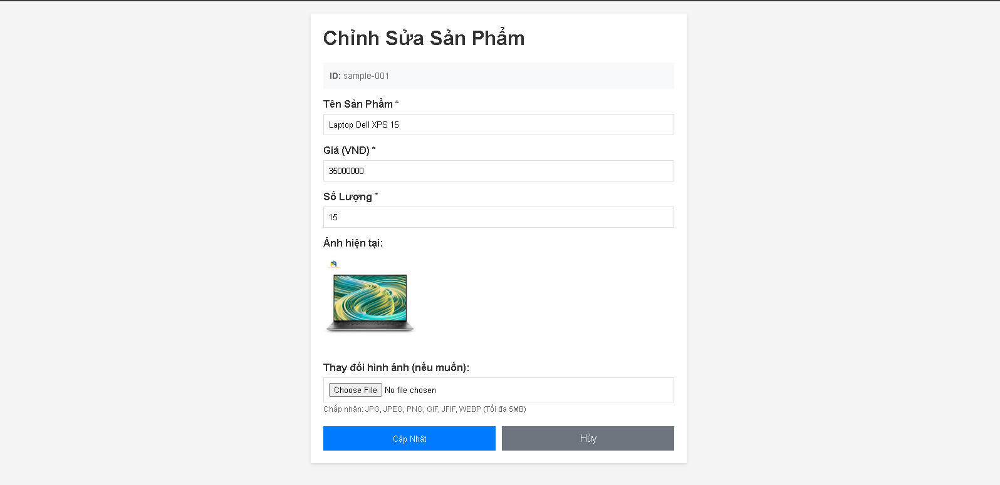 Chỉnh Sửa Sản Phẩm
ID: sample-001
Tên Sản Phẩm *
Laptop Dell XPS 15
Giá (VNĐ) *
35000000
Số Lượng *
15
Ảnh hiện tại:
Thay đổi hình ảnh (nếu muốn):
Choose File No file chosen
Chấp nhận: JPG, JPEG, PNG, GIF, JFIF, WEBP (Tối đa 5MB)
Cập Nhật
Hủy